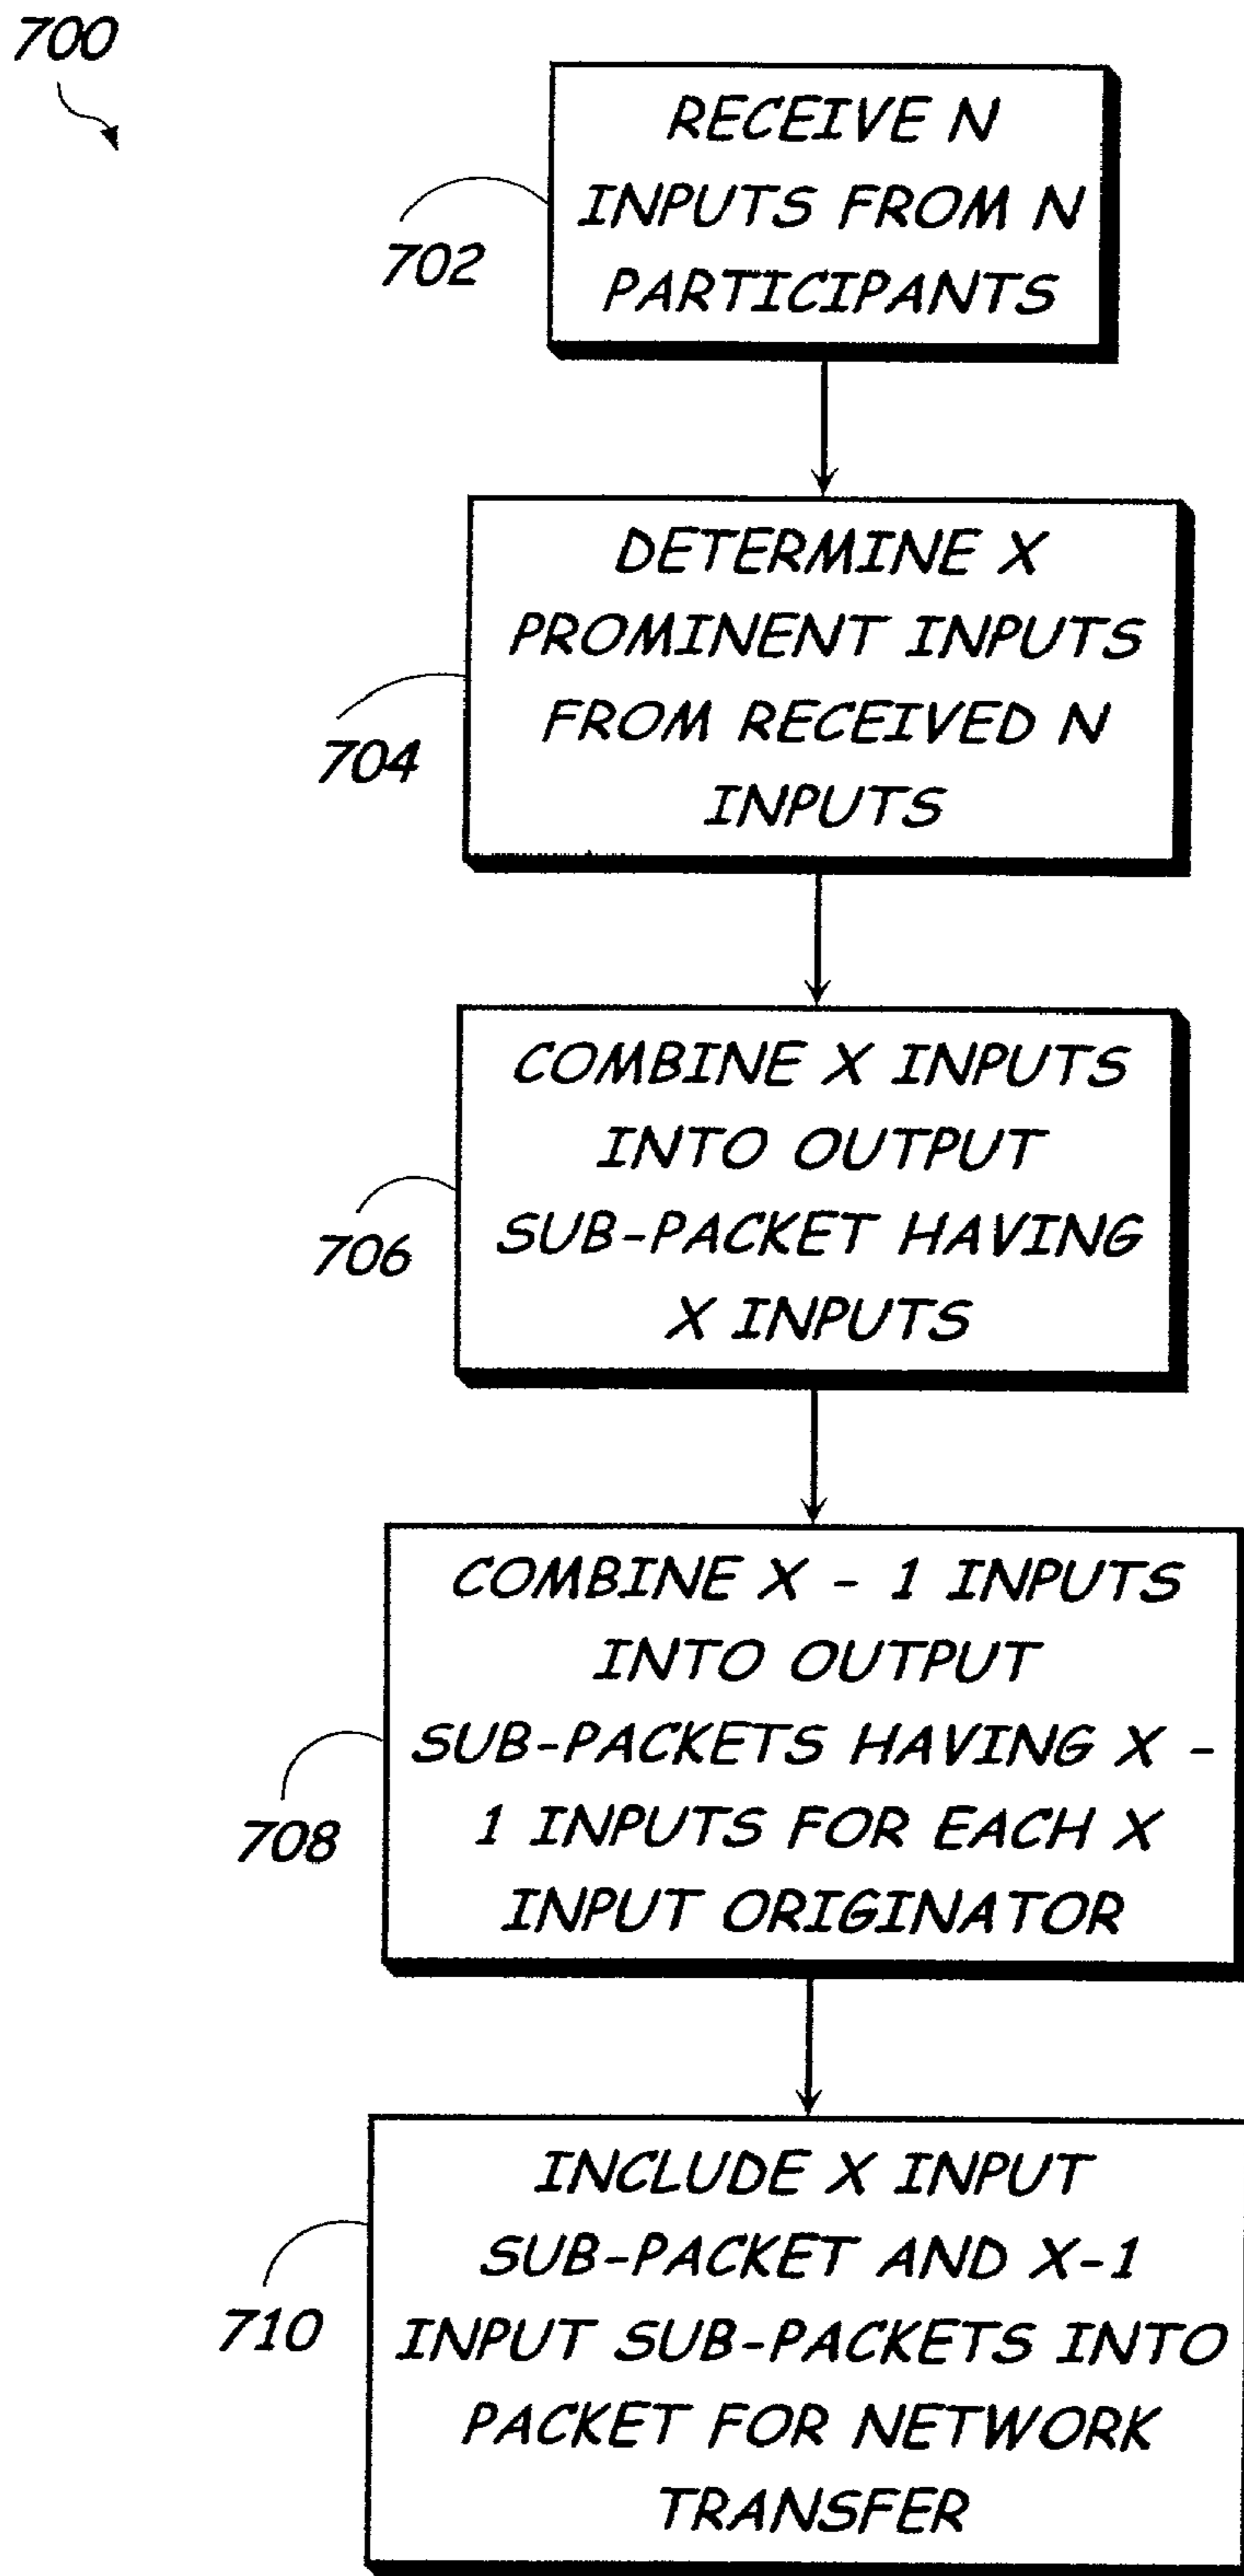 700
RECEIVE N
INPUTS FROM N
PARTICIPANTS
702
DETERMINE X
PROMINENT INPUTS
FROM RECEIVED N
INPUTS
704
COMBINE X INPUTS
INTO OUTPUT
SUB-PACKET HAVING
X INPUTS
706
COMBINE X - 1 INPUTS
INTO OUTPUT
SUB-PACKETS HAVING X -
1 INPUTS FOR EACH X
INPUT ORIGINATOR
708
INCLUDE X INPUT
SUB-PACKET AND X-1
INPUT SUB-PACKETS INTO
PACKET FOR NETWORK
TRANSFER
710